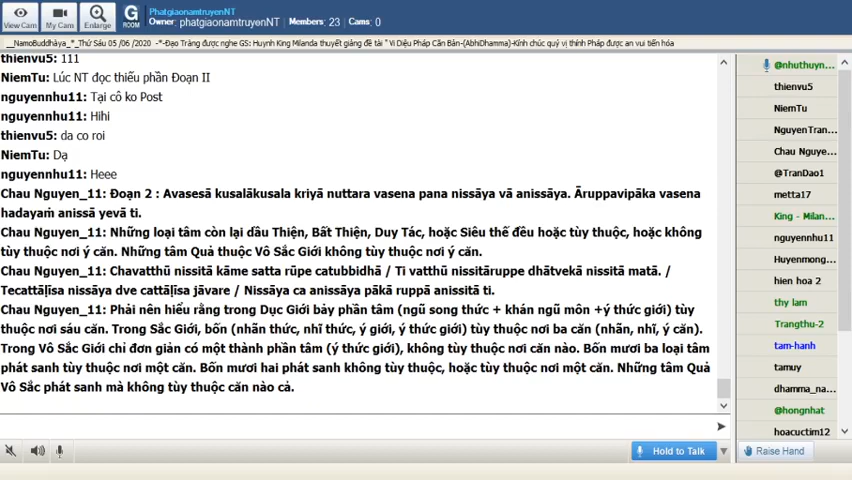 PhatgiaonamtruyenNT
Owner: phatgiaonamtruyenNT Members: 23 Cams: 0
View Cam
My Cam
Enlarge
G ROOM
__NamoBuddhàya_*_Thứ Sáu 05 /06 /2020 -*-Đạo Tràng được nghe GS: Huynh King Milanda thuyết giảng đề tài " Vi Diệu Pháp Căn Bản-(AbhiDhamma)-Kính chúc quý vị thính Pháp được an vui tiến hóa
thienvu5: 111
NiemTu: Lúc NT đọc thiếu phần Đoạn II
nguyennhu11: Tại cô ko Post
nguyennhu11: Hihi
thienvu5: da co roi
NiemTu: Dạ
nguyennhu11: Heee
Chau Nguyen_11: Đoạn 2 : Avasesā kusalākusala kriyā nuttara vasena pana nissāya vā anissāya. Āruppavipāka vasena
hadayaṁ anissā yevā ti.
Chau Nguyen_11: Những loại tâm còn lại dầu Thiện, Bất Thiện, Duy Tác, hoặc Siêu thế đều hoặc tùy thuộc, hoặc không
tùy thuộc nơi ý căn. Những tâm Quả thuộc Vô Sắc Giới không tùy thuộc nơi ý căn.
Chau Nguyen_11: Chavatthū nissitā kāme satta rūpe catubbidhā / Ti vatthū nissitāruppe dhātvekā nissitā matā. /
Tecattāḷisa nissāya dve cattāḷisa jāvare / Nissāya ca anissāya pākā ruppā anissitā ti.
Chau Nguyen_11: Phải nên hiểu rằng trong Dục Giới bảy phần tâm (ngũ song thức + khán ngũ môn +ý thức giới) tùy
thuộc nơi sáu căn. Trong Sắc Giới, bốn (nhãn thức, nhĩ thức, ý giới, ý thức giới) tùy thuộc nơi ba căn (nhãn, nhĩ, ý căn).
Trong Vô Sắc Giới chỉ đơn giản có một thành phần tâm (ý thức giới), không tùy thuộc nơi căn nào. Bốn mươi ba loại tâm
phát sanh tùy thuộc nơi một căn. Bốn mươi hai phát sanh không tùy thuộc, hoặc tùy thuộc nơi một căn. Những tâm Quả
Vô Sắc phát sanh mà không tùy thuộc căn nào cả.
@nhuthuyn...
thienvu5
NiemTu
NguyenTran...
Chau Nguye...
@TranDao1
metta17
King - Milan...
nguyennhu11
Huyenmong...
hien hoa 2
thy lam
Trangthu-2
tam-hanh
tamuy
dhamma_na...
@hongnhat
hoacuctim12
Hold to Talk
Raise Hand